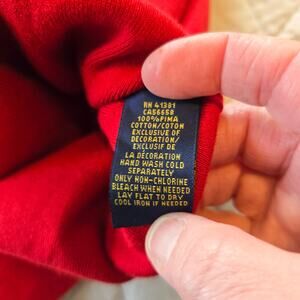 RN 41381
CA56658
100% PIMA
COTTON/COTON
EXCLUSIVE OF
DECORATION/
EXCLUSIF DE
LA DÉCORATION
HAND WASH COLD
SEPARATELY
ONLY NON-CHLORINE
BLEACH WHEN NEEDED
LAY FLAT TO DRY
COOL IRON IF NEEDED